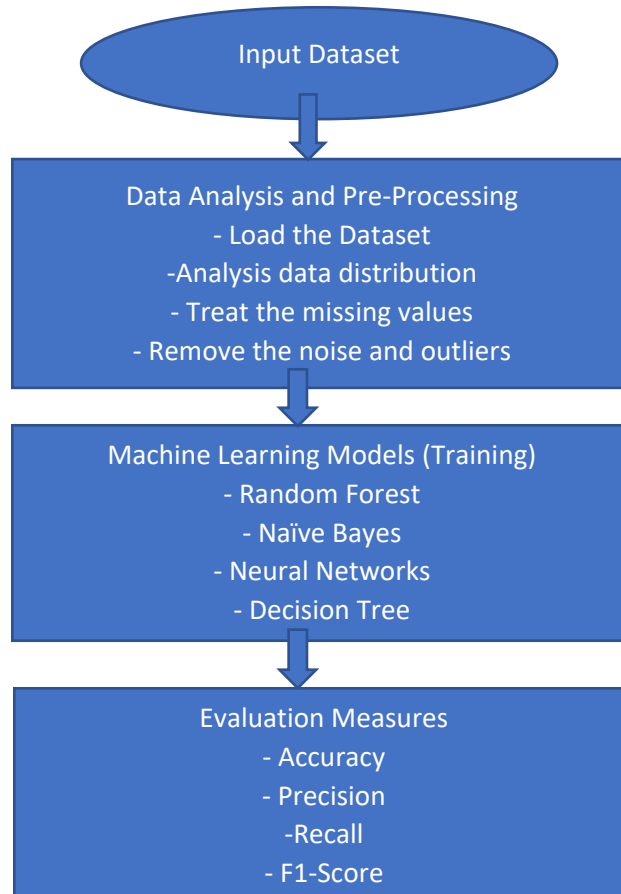 Input Dataset
Data Analysis and Pre-Processing
- Load the Dataset
-Analysis data distribution
- Treat the missing values
- Remove the noise and outliers
Machine Learning Models (Training)
- Random Forest
- Naïve Bayes
- Neural Networks
- Decision Tree
Evaluation Measures
- Accuracy
- Precision
-Recall
- F1-Score